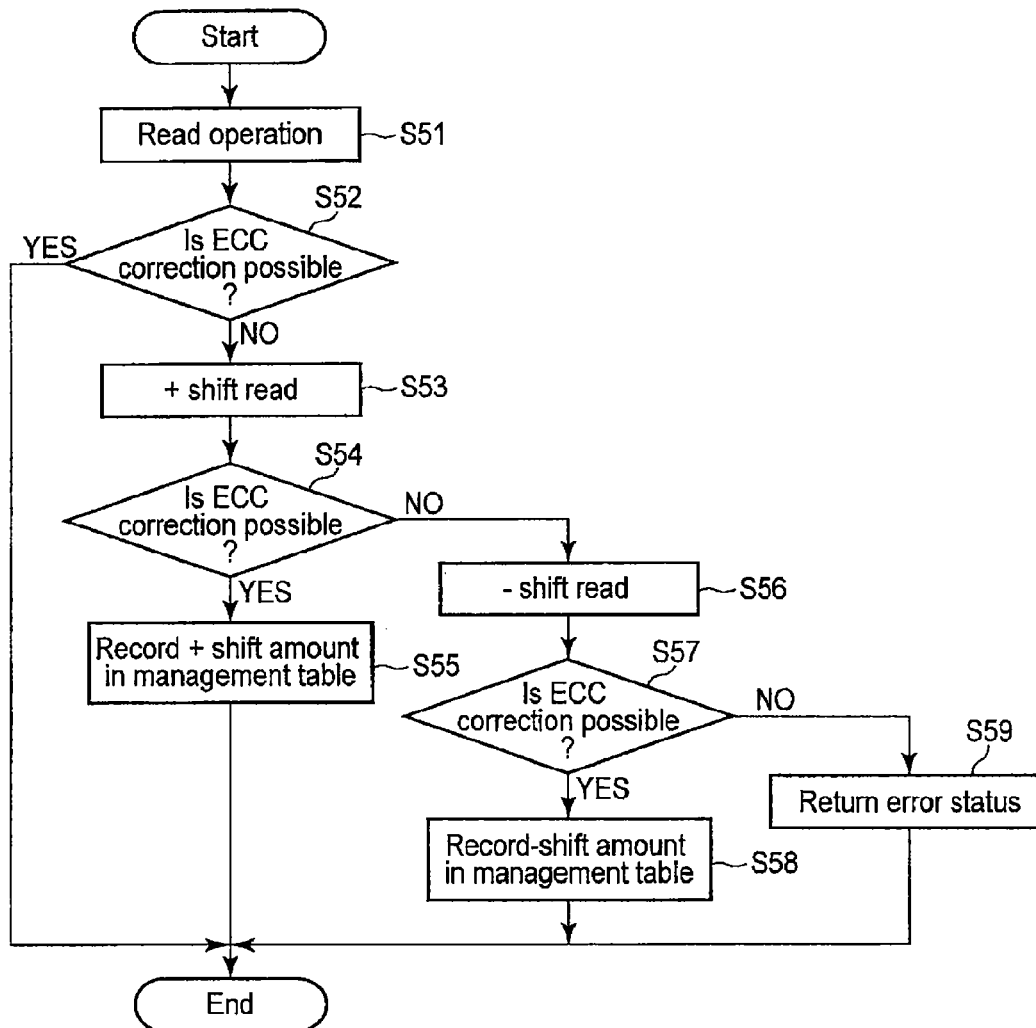 Start
Read operation
S51
S52
YES
Is ECC
correction possible
?
NO
+ shift read
S53
S54
Is ECC
correction possible
?
NO
YES
- shift read
S56
Record + shift amount
in management table
S55
S57
Is ECC
correction possible
?
NO
YES
S59
Return error status
Record-shift amount
in management table
S58
End